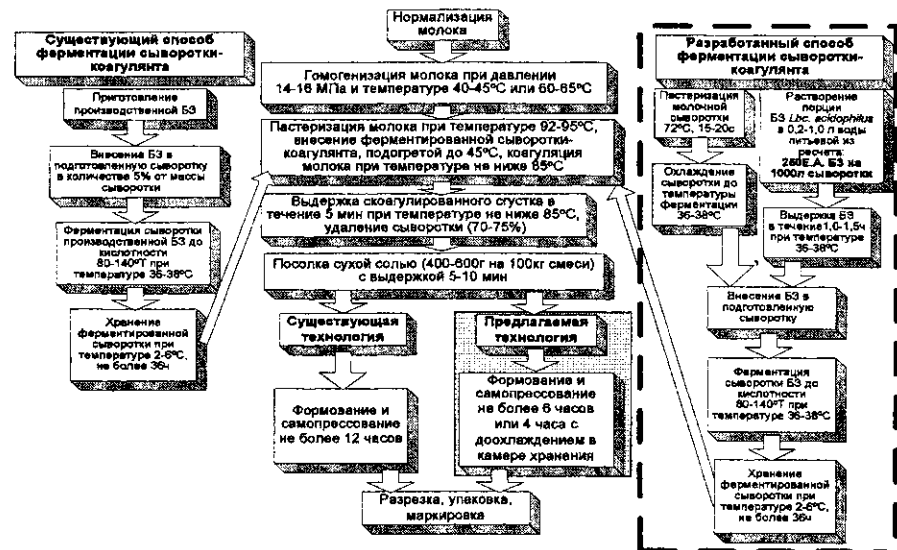 Существующий способ
ферментации сыворотки-
коагулянта
Приготовление
производственной БЗ
Внесение БЗ в
подготовленную сыворотку
в количестве 5% от массы
сыворотки
Ферментация сыворотки
производственной БЗ до
кислотности
80-140°Т при
температуре 36-38°С
Хранение
ферментированной
сыворотки при
температуре 2-6°С,
не более 36ч
Нормализация
молока
Гомогенизация молока при давлении
14-16 МПа и температуре 40-45°С или 60-65°С
Пастеризация молока при температуре 92-95°С,
внесение ферментированной сыворотки-
коагулянта, подогретой до 45°С, коегуляция
молока при температуре не ниже 85°С
Выдержка скоегулированного сгустка в
течение 5 мин при температуре не ниже 85°С,
удаление сыворотки (70-75%)
Посолка сухой солью (400-600г на 100кг смеси)
с выдержкой 5-10 мин
Существующая
технология
Формование и
самопрессование
не более 12 часов
Предлагаемая
технология
Формование и
самопрессование
не более 6 часов
или 4 часа с
доохлаждением в
камере хранения
Разрезка, упаковка,
маркировка
Разработанный способ
ферментации сыворотки-
коагулянта
Пастеризация
молочной
сыворотки
72°С, 15-20с
Охлаждение
сыворотки до
температуры
ферментации
36-38°С
Растворение
порции
БЗ Lbc. acidophilus
в 0,2-1,0 л воды
питьевой из
расчета:
250Е.А. БЗ на
1000л сыворотки
Выдержка БЗ
в течение1,0-1,5ч
при температуре
36-38°С
Внесение БЗ в
подготовленную
сыворотку
Ферментация
сыворотки БЗ до
кислотности
80-140°Т при
температуре 36-38°С
Хранение
ферментированной
сыворотки при
температуре 2-6°С,
не более 36ч